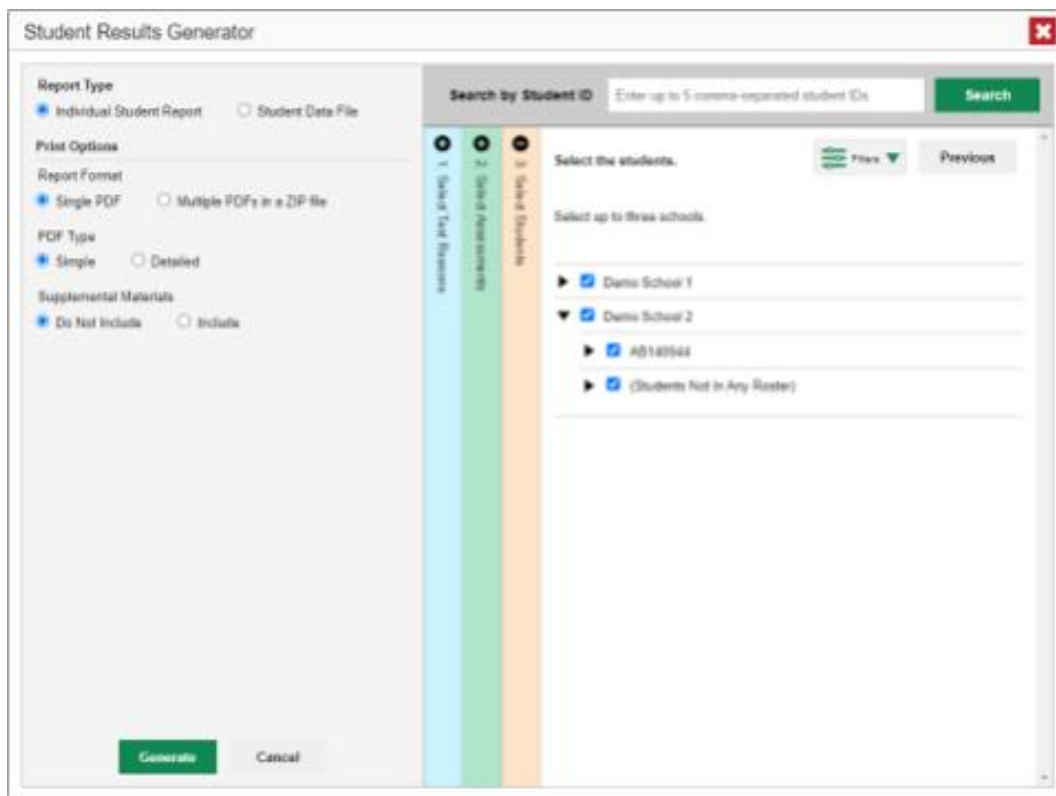 Student Results Generator
Report Type
Individual Student Report Student Data File
Print Options
Report Format
Single PDF Multiple PDFs in a ZIP file
PDF Type
Simple Detailed
Supplemental Materials
Do Not Include Include
Generate Cancel
Search by Student ID Enter up to 5 comma-separated student IDs Search
1 Select Test Reasons
2 Select Assessments
3 Select Students
Select the students. Filters Previous
Select up to three schools.
Demo School 1
Demo School 2
(Students Not In Any Roster)